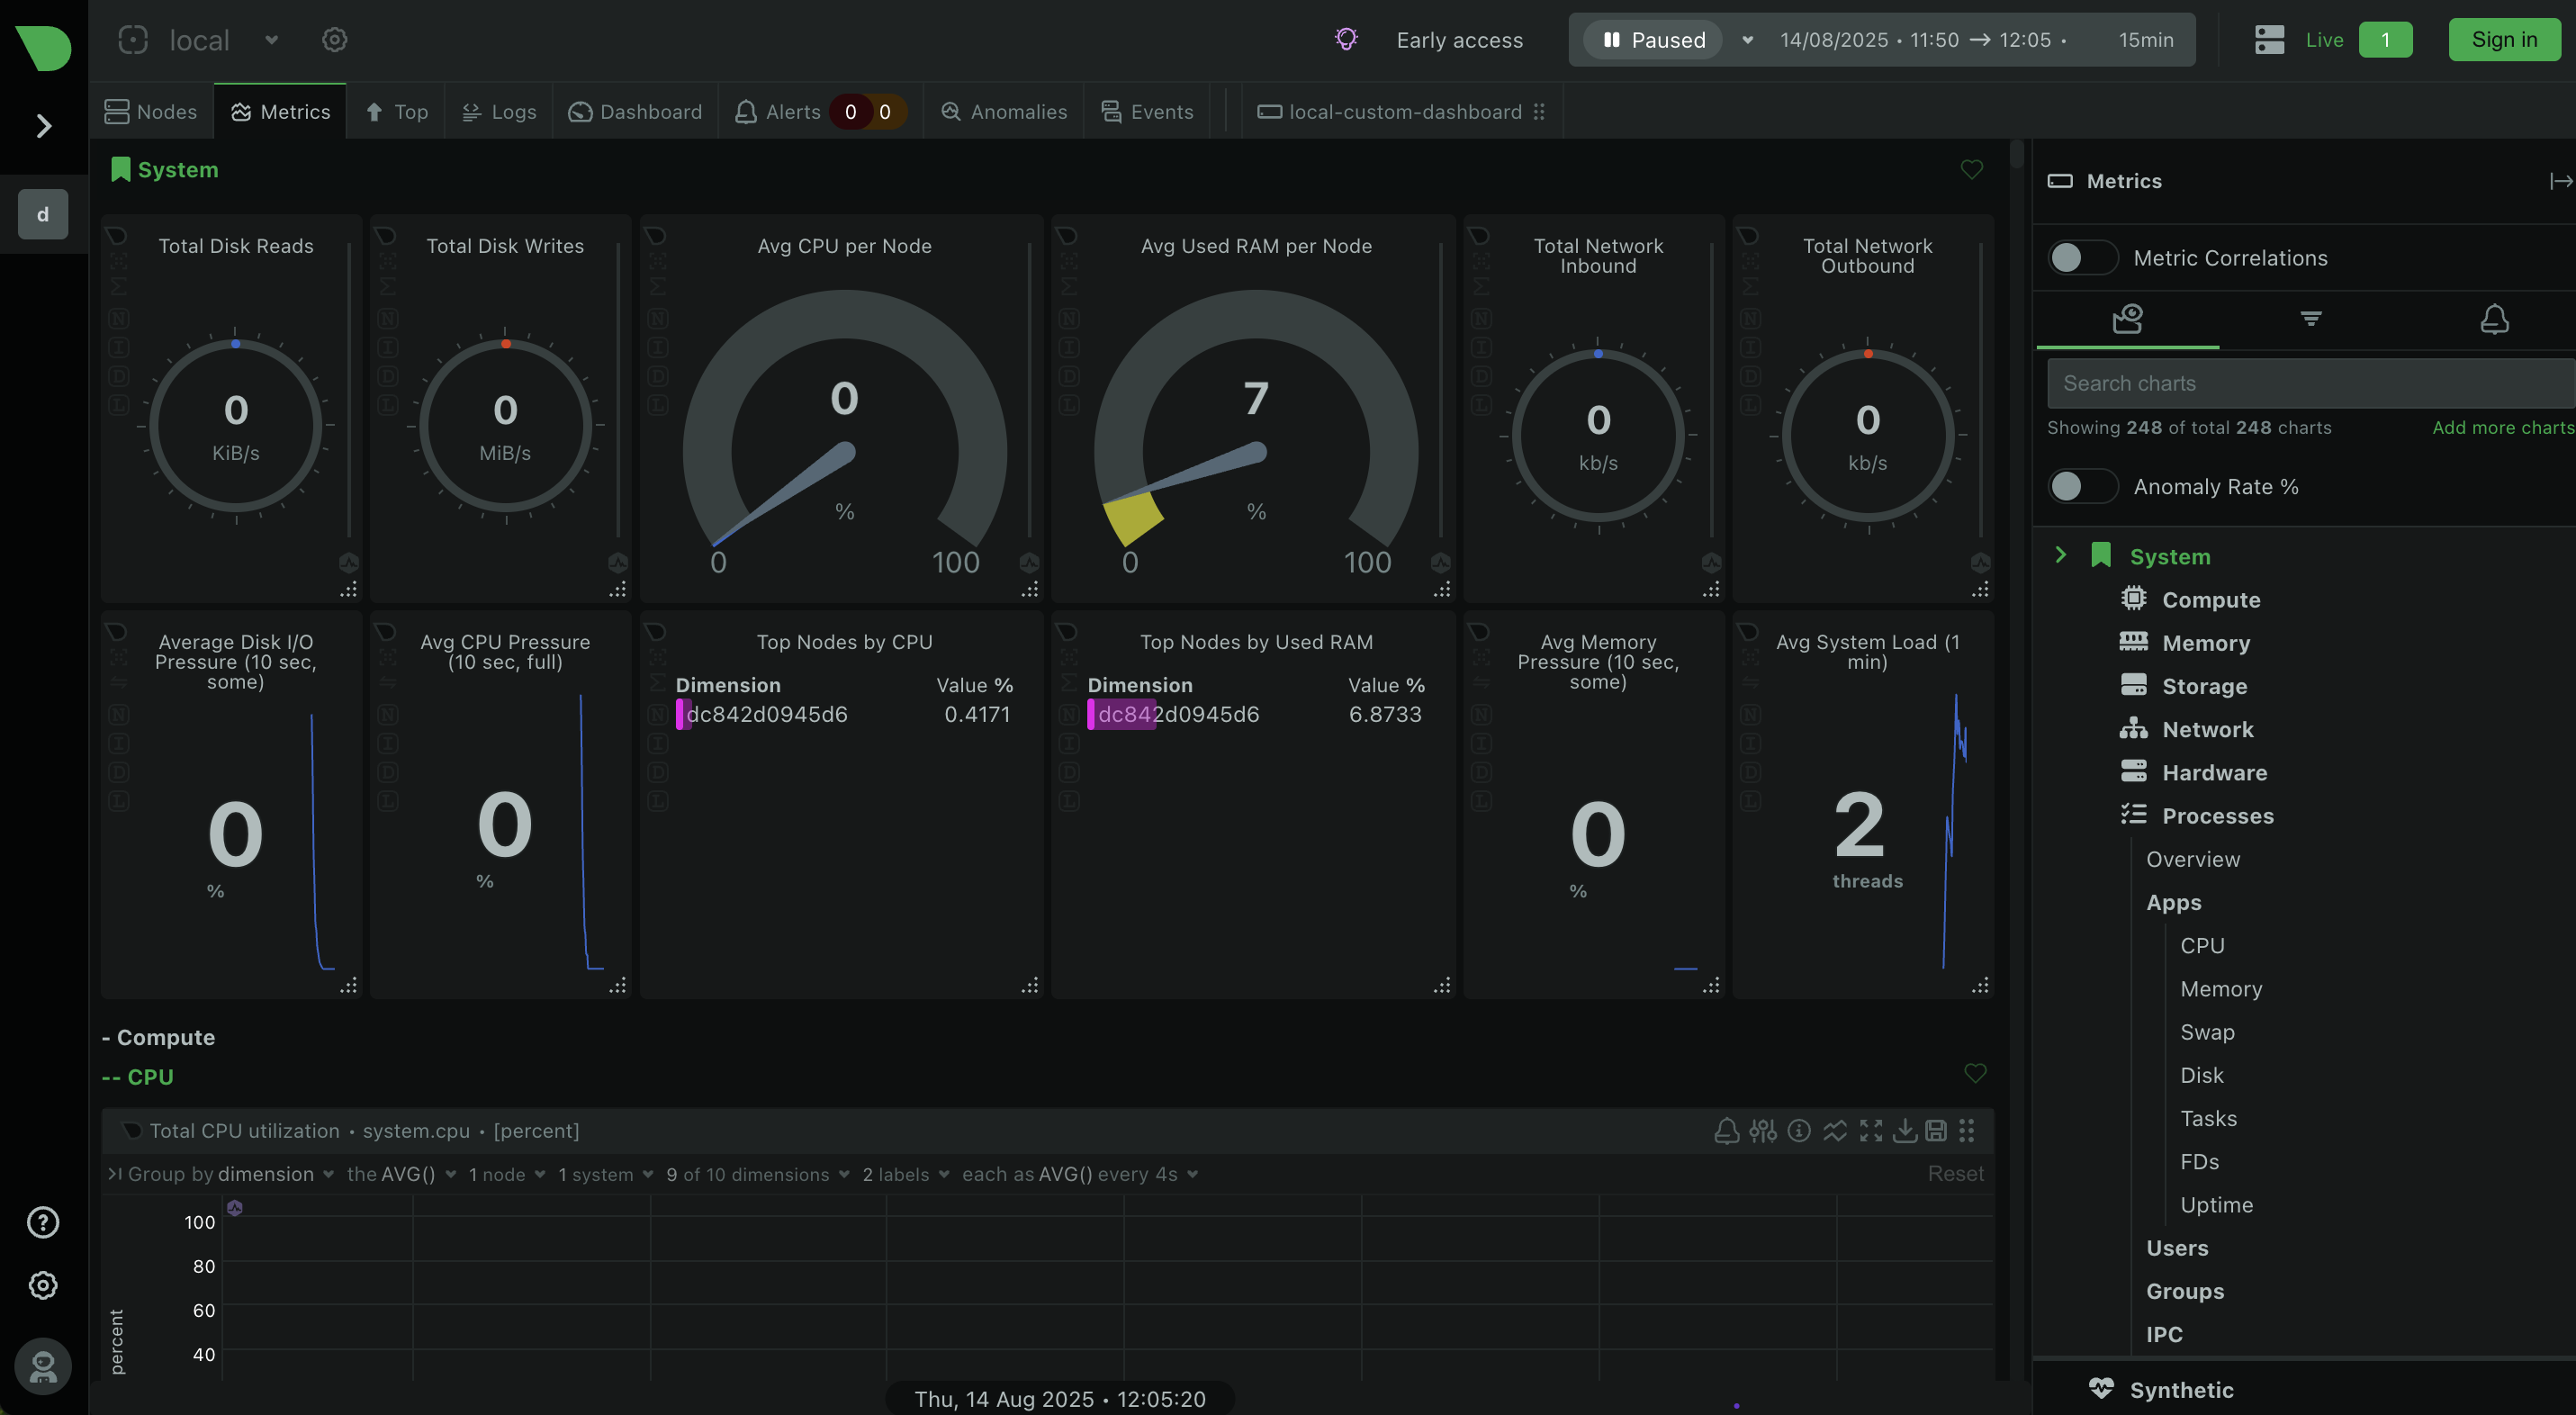 local
Early access
Paused
14/08/2025 • 11:50 → 12:05 •
15min
Live
1
Sign in
Nodes
Metrics
Top
Logs
Dashboard
Alerts
0
0
Anomalies
Events
local-custom-dashboard
d
System
Total Disk Reads
N
I
D
L
0
KiB/s
Total Disk Writes
N
I
D
L
0
MiB/s
Avg CPU per Node
N
I
D
L
0
%
0
100
Avg Used RAM per Node
N
I
D
L
7
%
0
100
Total Network
Inbound
N
I
D
L
0
kb/s
Total Network
Outbound
N
I
D
L
0
kb/s
Average Disk I/O
Pressure (10 sec,
some)
N
I
D
L
0
%
Avg CPU Pressure
(10 sec, full)
N
I
D
L
0
%
Top Nodes by CPU
N
I
D
L
Dimension Value %
dc842d0945d6 0.4171
Top Nodes by Used RAM
N
I
D
L
Dimension Value %
dc842d0945d6 6.8733
Avg Memory
Pressure (10 sec,
some)
N
I
D
L
0
%
Avg System Load (1
min)
N
I
D
L
2
threads
- Compute
-- CPU
Total CPU utilization • system.cpu • [percent]
Group by dimension the AVG() 1 node 1 system 9 of 10 dimensions 2 labels each as AVG() every 4s Reset
100
80
60
40
percent
Thu, 14 Aug 2025 • 12:05:20
Metrics
Metric Correlations
Search charts
Showing 248 of total 248 charts
Add more charts
Anomaly Rate %
System
Compute
Memory
Storage
Network
Hardware
Processes
Overview
Apps
CPU
Memory
Swap
Disk
Tasks
FDs
Uptime
Users
Groups
IPC
Synthetic